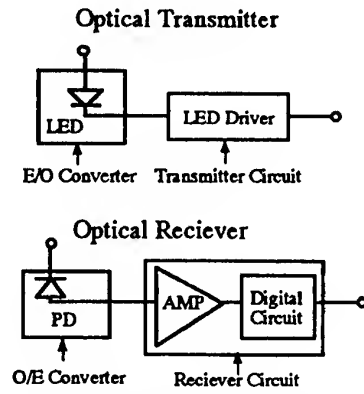 Optical Transmitter
LED
LED Driver
E/O Converter
Transmitter Circuit
Optical Reciever
PD
AMP
Digital
Circuit
O/E Converter
Reciever Circuit